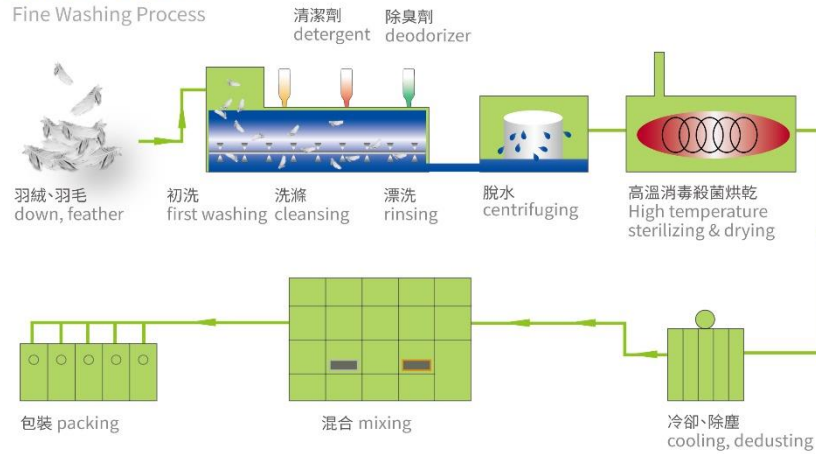 Fine Washing Process
清潔劑
detergent
除臭劑
deodorizer
羽絨、羽毛
down, feather
初洗
first washing
洗滌
cleansing
漂洗
rinsing
脫水
centrifuging
高溫消毒殺菌烘乾
High temperature
sterilizing & drying
包裝 packing
混合 mixing
冷卻、除塵
cooling, dedusting